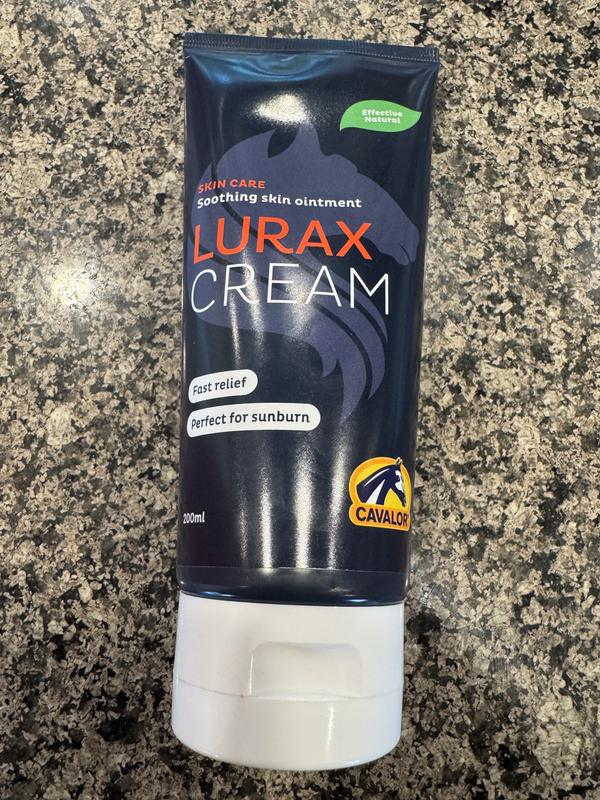 Effective
Natural
SKIN CARE
Soothing skin ointment
LURAX
CREAM
Fast relief
Perfect for sunburn
200ml
CAVALOR